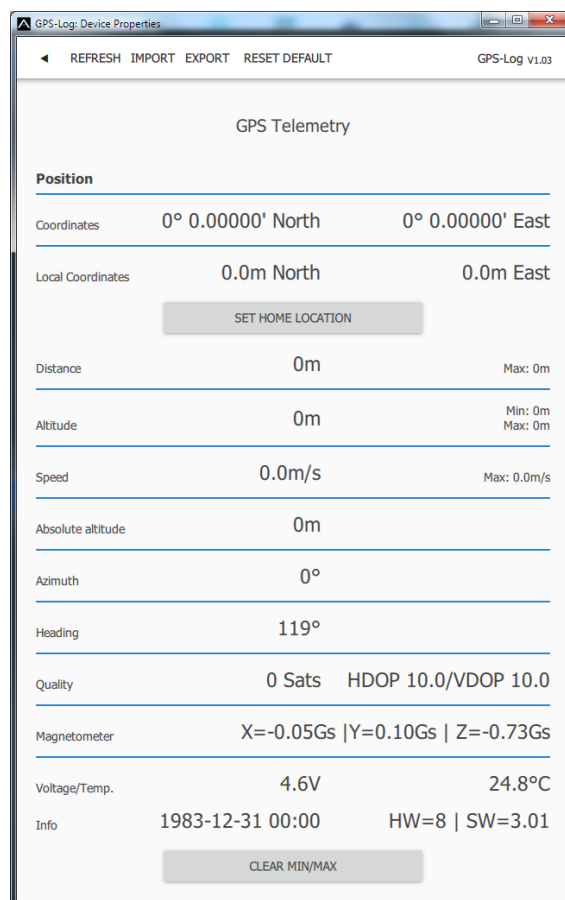 GPS-Log: Device Properties
◄ REFRESH IMPORT EXPORT RESET DEFAULT GPS-Log V1.03
GPS Telemetry
Position
Coordinates 0° 0.00000' North 0° 0.00000' East
Local Coordinates 0.0m North 0.0m East
SET HOME LOCATION
Distance 0m Max: 0m
Altitude 0m Min: 0m
Max: 0m
Speed 0.0m/s Max: 0.0m/s
Absolute altitude 0m
Azimuth 0°
Heading 119°
Quality 0 Sats HDOP 10.0/VDOP 10.0
Magnetometer X=-0.05Gs |Y=0.10Gs | Z=-0.73Gs
Voltage/Temp. 4.6V 24.8°C
Info 1983-12-31 00:00 HW=8 | SW=3.01
CLEAR MIN/MAX